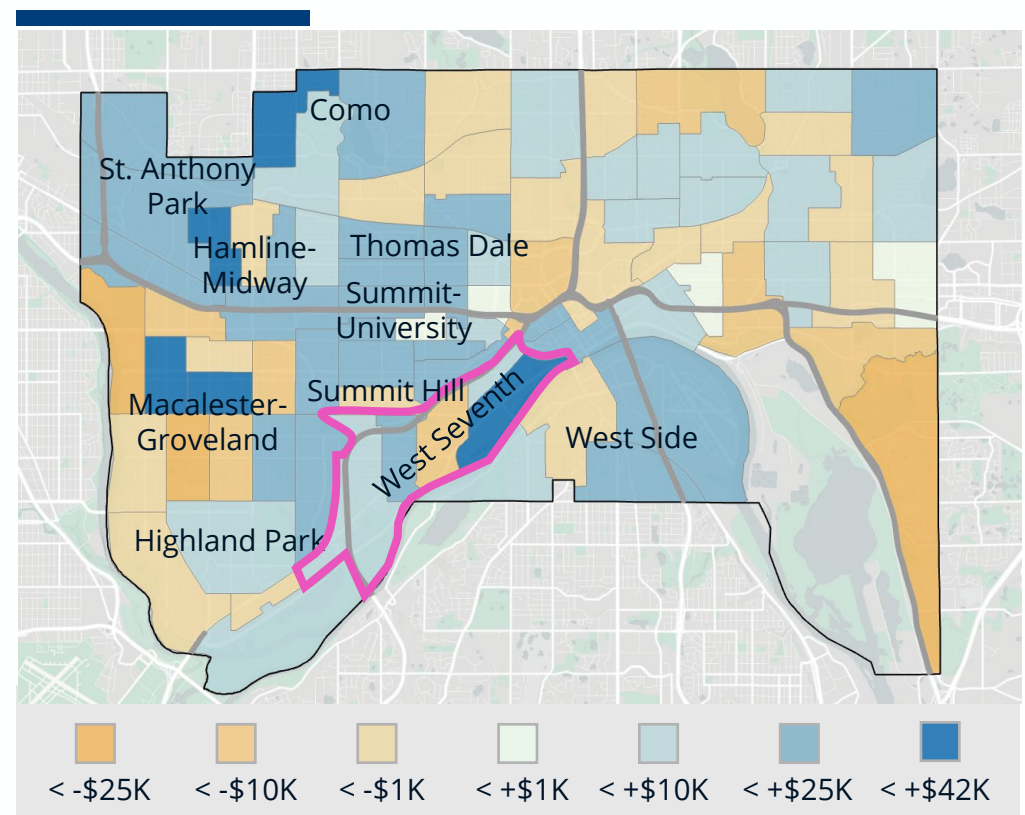 Como
St. Anthony
Park
Hamline-
Midway
Thomas Dale
Summit-
University
Summit Hill
Macalester-
Groveland
West Seventh
West Side
Highland Park
< -$25K
< -$10K
< -$1K
< +$1K
< +$10K
< +$25K
< +$42K